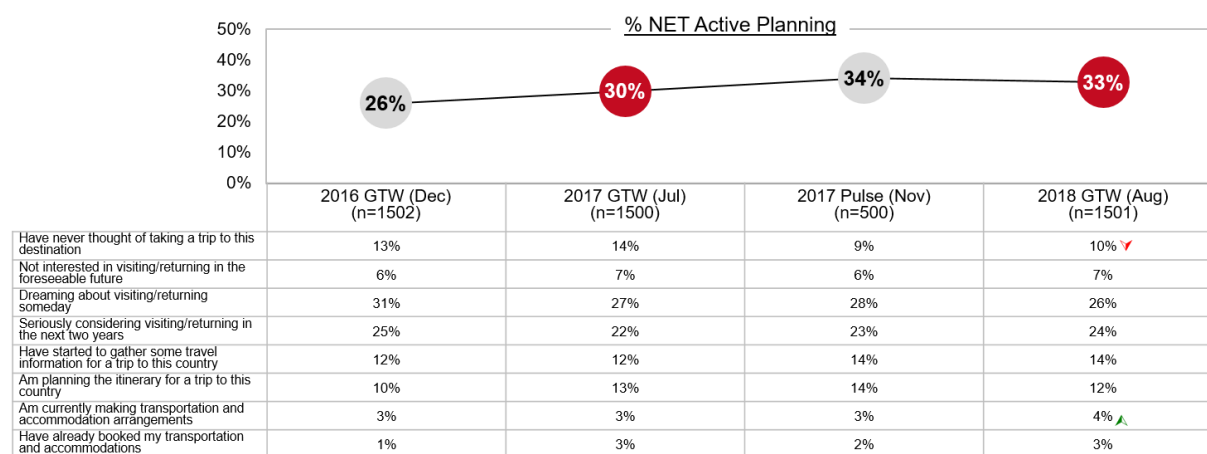 % NET Active Planning
50%
40%
30%
20%
10%
0%
26%
30%
34%
33%
2016 GTW (Dec)
(n=1502)
2017 GTW (Jul)
(n=1500)
2017 Pulse (Nov)
(n=500)
2018 GTW (Aug)
(n=1501)
Have never thought of taking a trip to this
destination
13%
14%
9%
10%
Not interested in visiting/returning in the
foreseeable future
6%
7%
6%
7%
Dreaming about visiting/returning
someday
31%
27%
28%
26%
Seriously considering visiting/returning in
the next two years
25%
22%
23%
24%
Have started to gather some travel
information for a trip to this country
12%
12%
14%
14%
Am planning the itinerary for a trip to this
country
10%
13%
14%
12%
Am currently making transportation and
accommodation arrangements
3%
3%
3%
4%
Have already booked my transportation
and accommodations
1%
3%
2%
3%